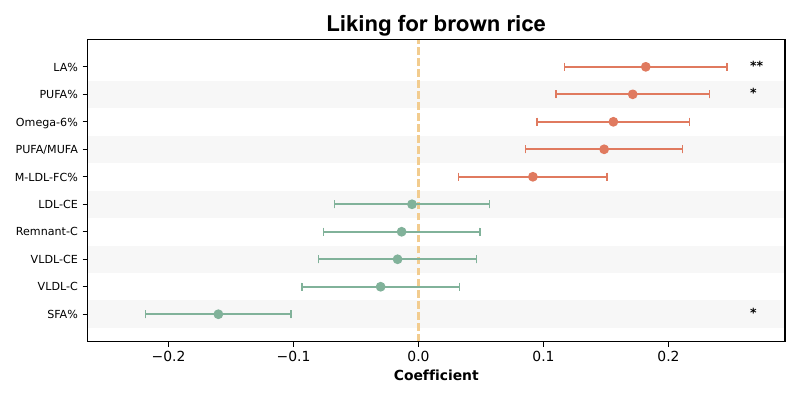 Liking for brown rice
LA% **
PUFA% *
Omega-6%
PUFA/MUFA
M-LDL-FC%
LDL-CE
Remnant-C
VLDL-CE
VLDL-C
SFA% *
−0.2 −0.1 0.0 0.1 0.2
Coefficient